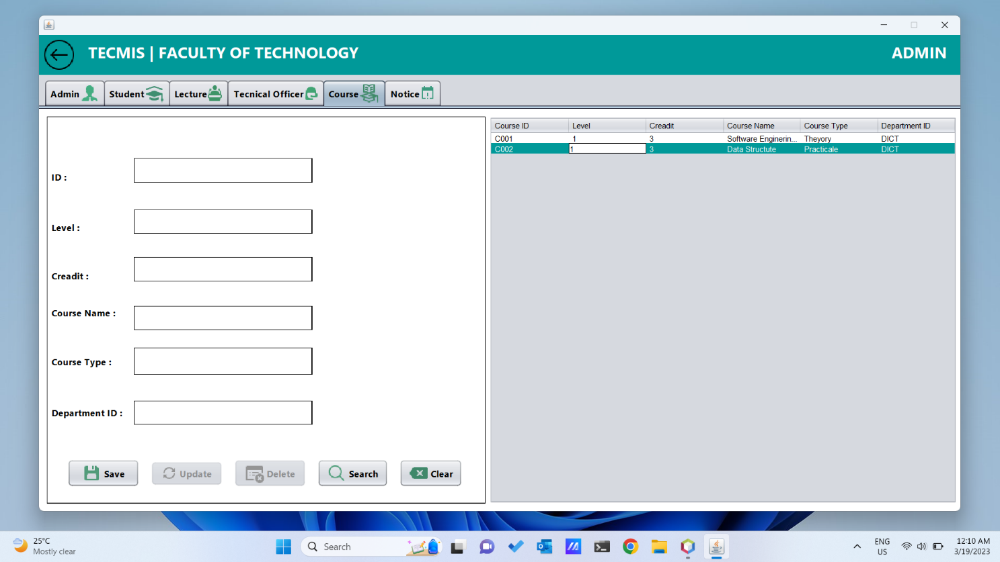 TECMIS | FACULTY OF TECHNOLOGY
ADMIN
Admin Student Lecture Tecnical Officer Course Notice
ID :
Level :
Creadit :
Course Name :
Course Type :
Department ID :
Save Update Delete Search Clear
Course ID Level Creadit Course Name Course Type Department ID
C001 1 3 Software Enginerin... Theyory DICT
C002 1 3 Data Structute Practicale DICT
25°C
Mostly clear
Search
ENG
US
12:10 AM
3/19/2023